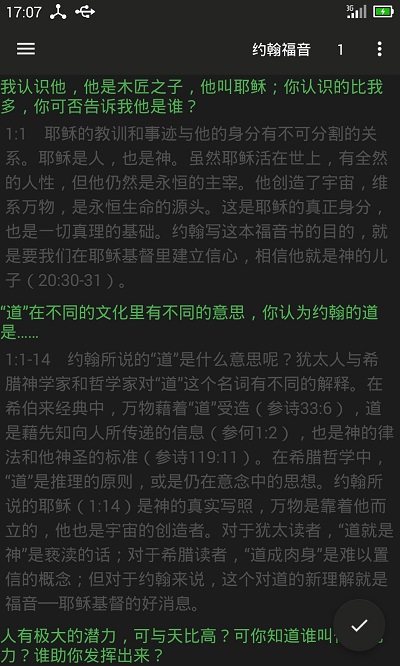 17:07
3G
约翰福音 1
我认识他，他是木匠之子，他叫耶稣；你认识的比我
多，你可否告诉我他是谁？
1:1 耶稣的教训和事迹与他的身分有不可分割的关
系。耶稣是人，也是神。虽然耶稣活在世上，有全然
的人性，但他仍然是永恒的主宰。他创造了宇宙，维
系万物，是永恒生命的源头。这是耶稣的真正身分，
也是一切真理的基础。约翰写这本福音书的目的，就
是要我们在耶稣基督里建立信心，相信他就是神的儿
子（20:30-31）。
“道”在不同的文化里有不同的意思，你认为约翰的道
是……
1:1-14 约翰所说的“道”是什么意思呢？犹太人与希
腊神学家和哲学家对“道”这个名词有不同的解释。在
希伯来经典中，万物藉着“道”受造（参诗33:6），道
是藉先知向人所传递的信息（参何1:2），也是神的律
法和他神圣的标准（参诗119:11）。在希腊哲学中，
“道”是推理的原则，或是仍在意念中的思想。约翰所
说的耶稣（1:14）是神的真实写照，万物是靠着他而
立的，他也是宇宙的创造者。对于犹太读者，“道就是
神”是亵渎的话；对于希腊读者，“道成肉身”是难以置
信的概念；但对于约翰来说，这个对道的新理解就是
福音──耶稣基督的好消息。
人有极大的潜力，可与天比高？可你知道谁叫
力？谁助你发挥出来？